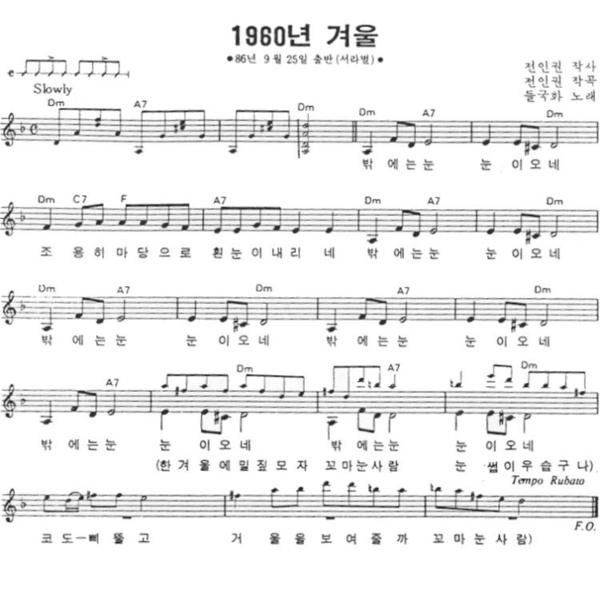 1960년 겨울
●86년 9월 25일 출반(서라벌)●
전인권 작사
전인권 작곡
들국화 노래
Slowly
Dm A7 Dm Dm A7 Dm
밖에는눈 눈이오네
Dm C7 F A7 Dm A7 Dm
조용히마당으로 흰눈이내리네 밖에는눈 눈이오네
Dm A7 Dm A7 Dm
밖에는눈 눈이오네 밖에는눈 눈이오네
A7 Dm A7 Dm
밖에는눈 눈이오네 밖에는눈 눈이오네
(한겨울에밀짚모자 꼬마눈사람 눈썹이우습구나)
Tempo Rubato
코도—삐뚤고 거울을보여줄까 꼬마눈사람)
F.O.